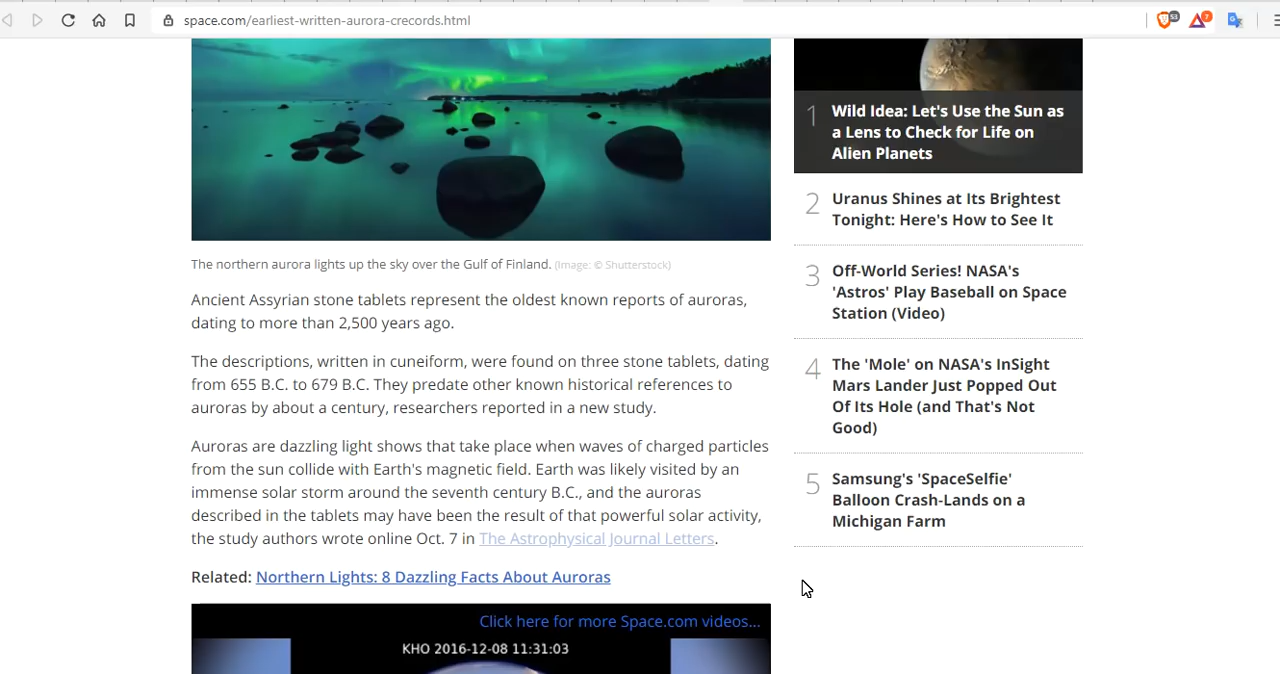 space.com/earliest-written-aurora-crecords.html
The northern aurora lights up the sky over the Gulf of Finland. (Image: © Shutterstock)
Ancient Assyrian stone tablets represent the oldest known reports of auroras,
dating to more than 2,500 years ago.
The descriptions, written in cuneiform, were found on three stone tablets, dating
from 655 B.C. to 679 B.C. They predate other known historical references to
auroras by about a century, researchers reported in a new study.
Auroras are dazzling light shows that take place when waves of charged particles
from the sun collide with Earth's magnetic field. Earth was likely visited by an
immense solar storm around the seventh century B.C., and the auroras
described in the tablets may have been the result of that powerful solar activity,
the study authors wrote online Oct. 7 in The Astrophysical Journal Letters.
Related: Northern Lights: 8 Dazzling Facts About Auroras
Click here for more Space.com videos...
KHO 2016-12-08 11:31:03
1
Wild Idea: Let's Use the Sun as
a Lens to Check for Life on
Alien Planets
2
Uranus Shines at Its Brightest
Tonight: Here's How to See It
3
Off-World Series! NASA's
'Astros' Play Baseball on Space
Station (Video)
4
The 'Mole' on NASA's InSight
Mars Lander Just Popped Out
Of Its Hole (and That's Not
Good)
5
Samsung's 'SpaceSelfie'
Balloon Crash-Lands on a
Michigan Farm